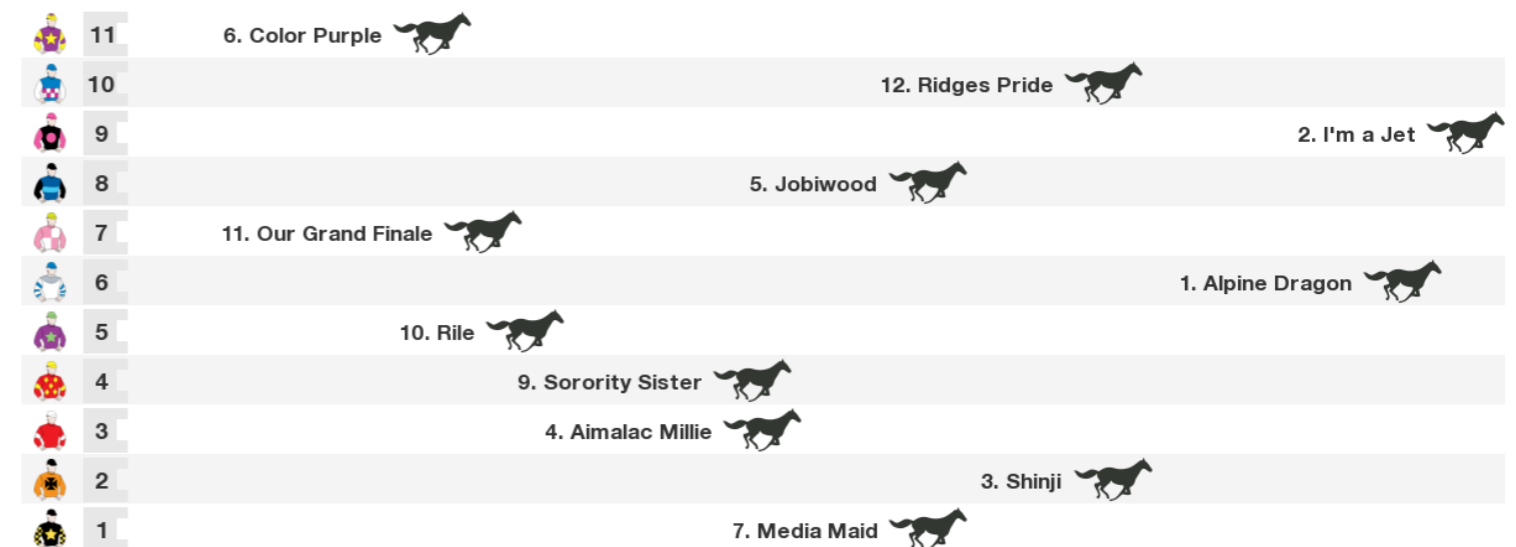 11 6. Color Purple
10 12. Ridges Pride
9 2. I'm a Jet
8 5. Jobiwood
7 11. Our Grand Finale
6 1. Alpine Dragon
5 10. Rile
4 9. Sorority Sister
3 4. Aimalac Millie
2 3. Shinji
1 7. Media Maid